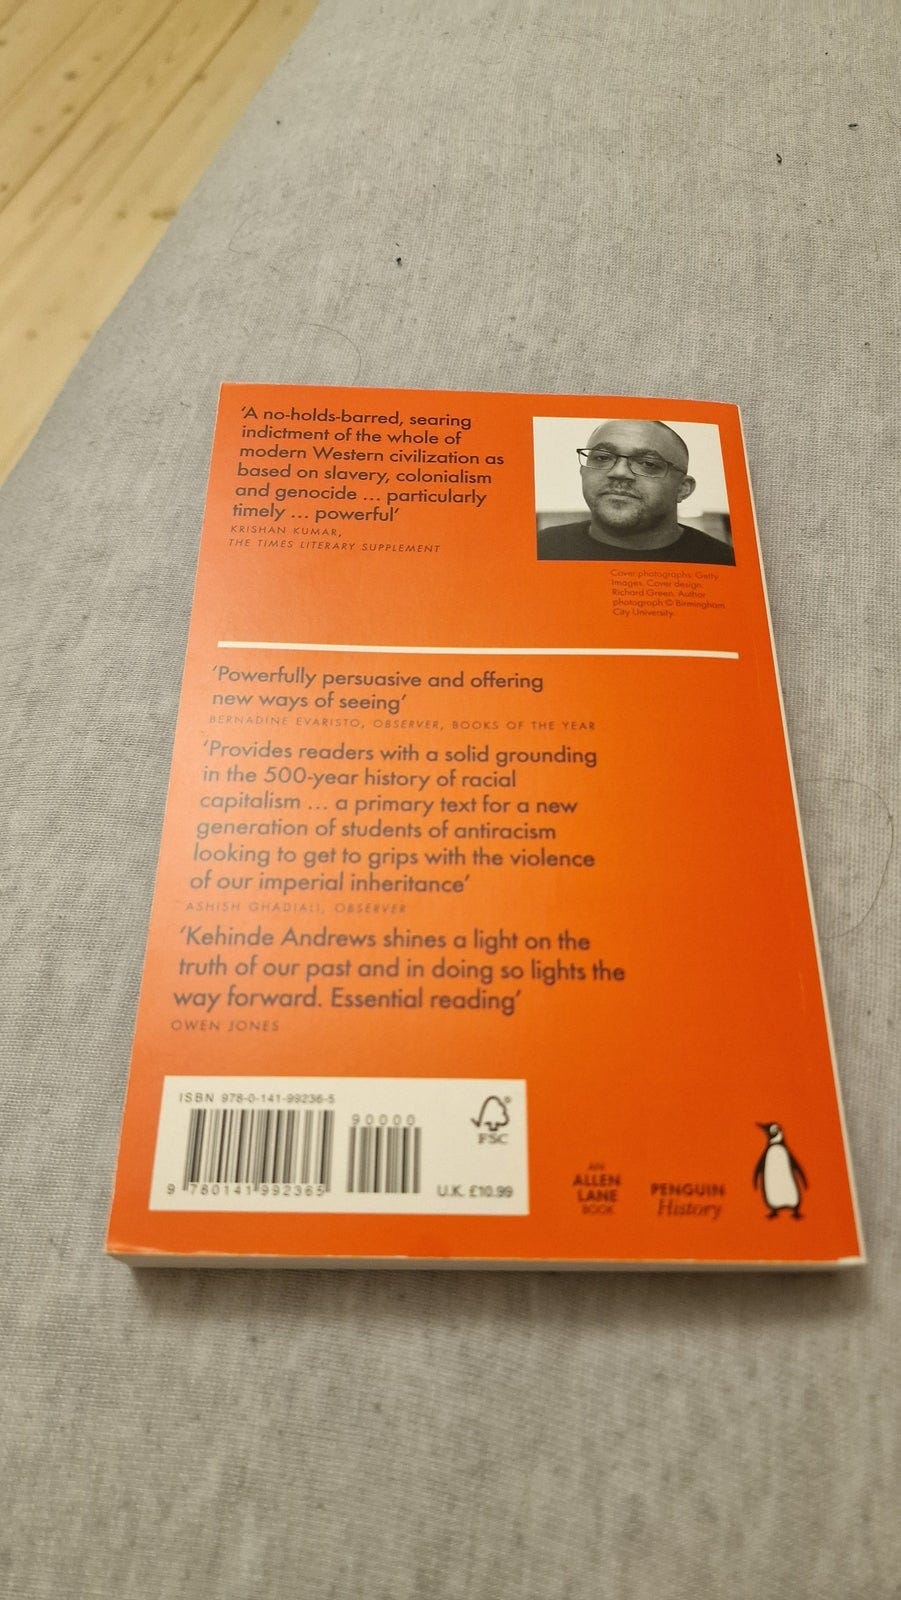 'A no-holds-barred, searing
indictment of the whole of
modern Western civilization as
based on slavery, colonialism
and genocide ... particularly
timely ... powerful'
KRISHAN KUMAR,
THE TIMES LITERARY SUPPLEMENT
Cover photographs: Getty
Images. Cover design:
Richard Green. Author
photograph © Birmingham
City University.
'Powerfully persuasive and offering
new ways of seeing'
BERNADINE EVARISTO, OBSERVER, BOOKS OF THE YEAR
'Provides readers with a solid grounding
in the 500-year history of racial
capitalism ... a primary text for a new
generation of students of antiracism
looking to get to grips with the violence
of our imperial inheritance'
ASHISH GHADIALI, OBSERVER
'Kehinde Andrews shines a light on the
truth of our past and in doing so lights the
way forward. Essential reading'
OWEN JONES
ISBN 978-0-141-99236-5
90000
FSC
9 780141 992365
U.K. £10.99
AN
ALLEN
LANE
BOOK
PENGUIN
History